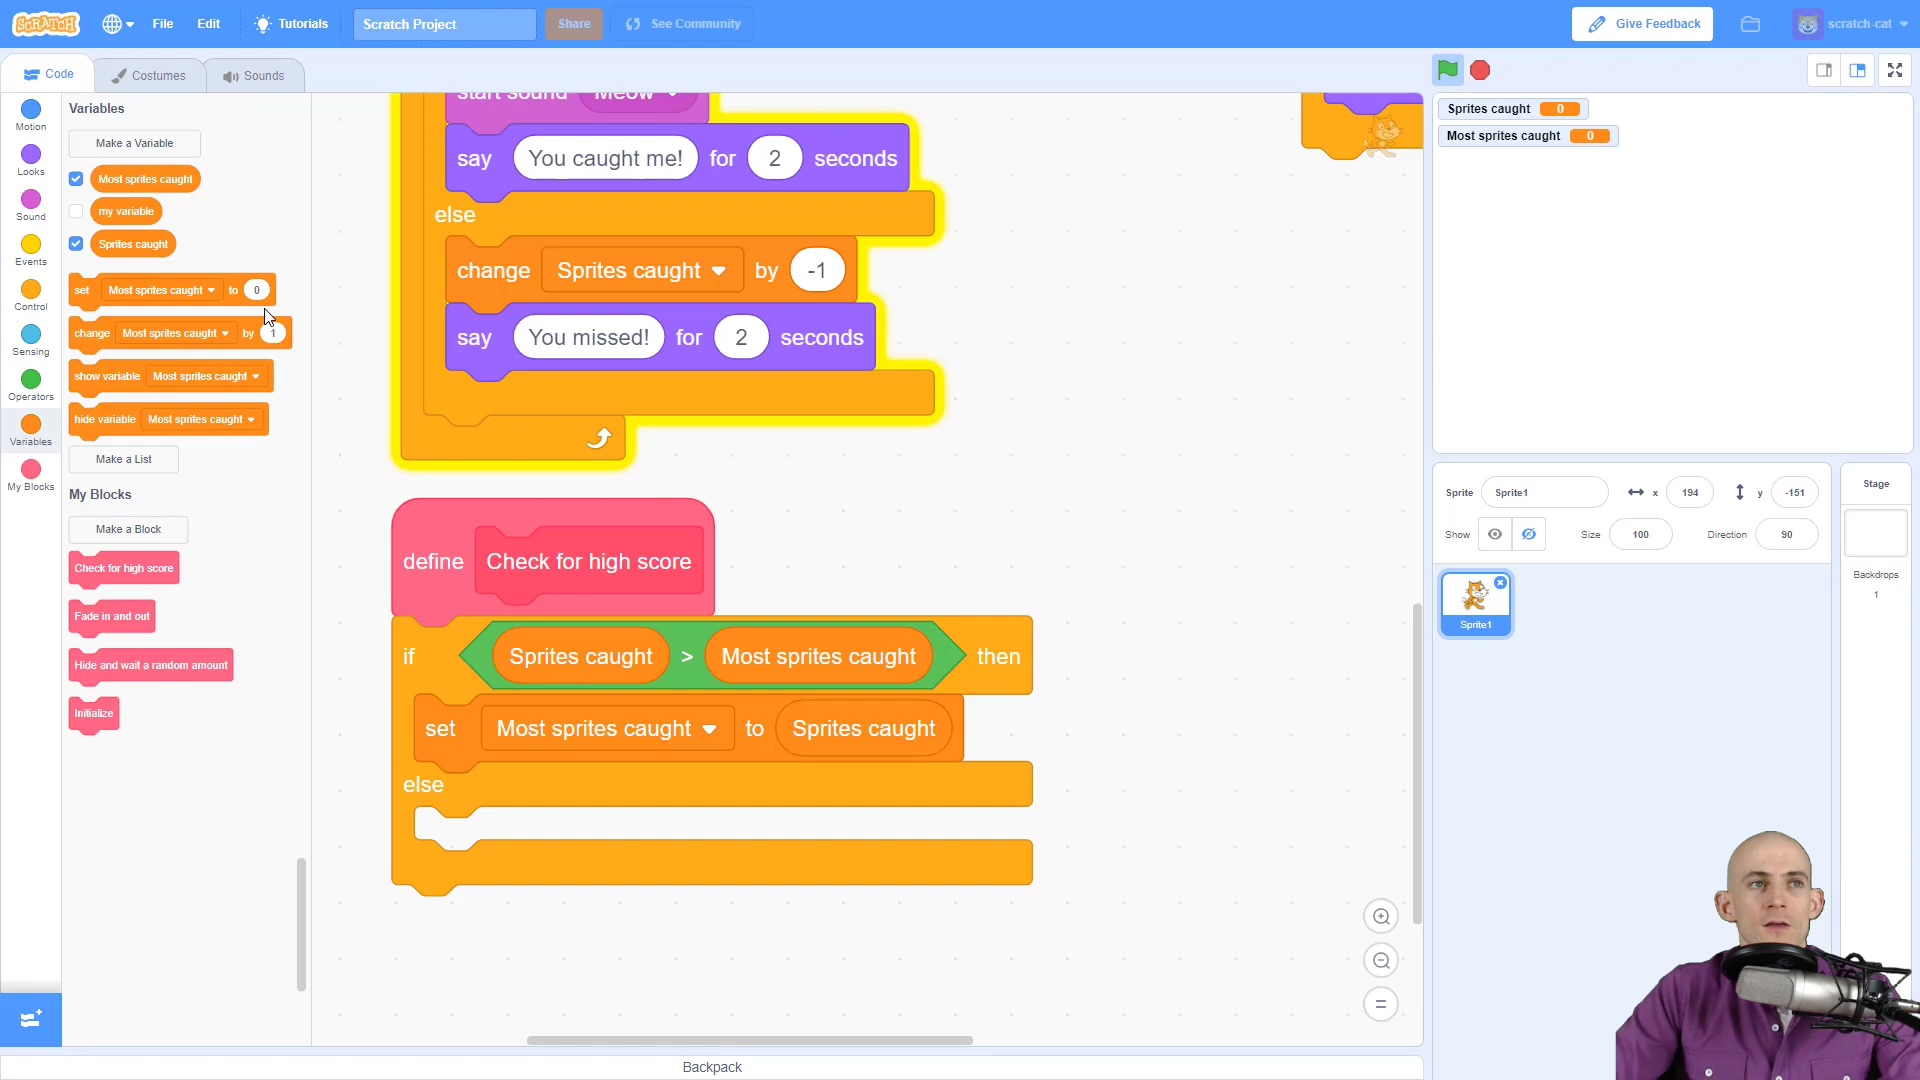 SCRATCH
File
Edit
Tutorials
Scratch Project
Share
See Community
Give Feedback
scratch-cat
Code
Costumes
Sounds
Motion
Looks
Sound
Events
Control
Sensing
Operators
Variables
My Blocks
Variables
Make a Variable
Most sprites caught
my variable
Sprites caught
set Most sprites caught to 0
change Most sprites caught by 1
show variable Most sprites caught
hide variable Most sprites caught
Make a List
My Blocks
Make a Block
Check for high score
Fade in and out
Hide and wait a random amount
Initialize
start sound Meow
say You caught me! for 2 seconds
else
change Sprites caught by -1
say You missed! for 2 seconds
define Check for high score
if Sprites caught > Most sprites caught then
set Most sprites caught to Sprites caught
else
Backpack
Sprites caught 0
Most sprites caught 0
Sprite Sprite1 x 194 y -151
Show Size 100 Direction 90
Sprite1
Stage
Backdrops
1